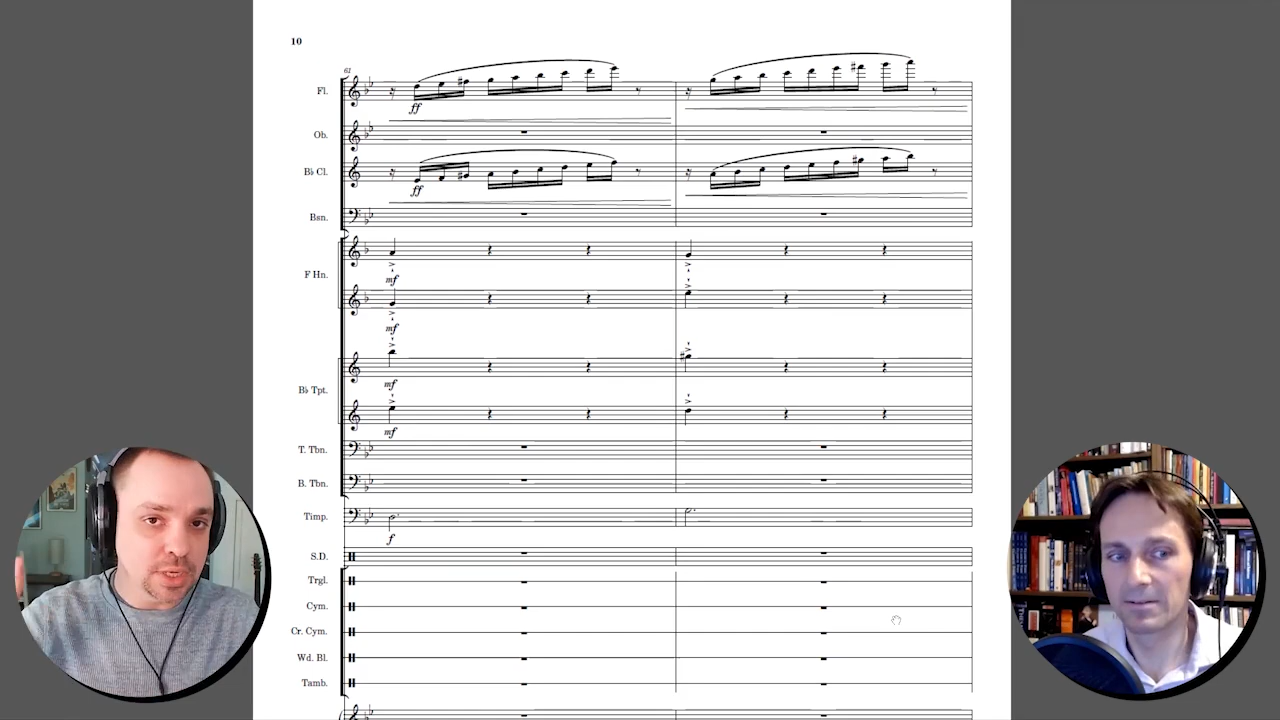 10
61
Fl.
ff
Ob.
B♭ Cl.
ff
Bsn.
F Hn.
mf
mf
B♭ Tpt.
mf
mf
T. Tbn.
B. Tbn.
Timp.
f
S.D.
Trgl.
Cym.
Cr. Cym.
Wd. Bl.
Tamb.